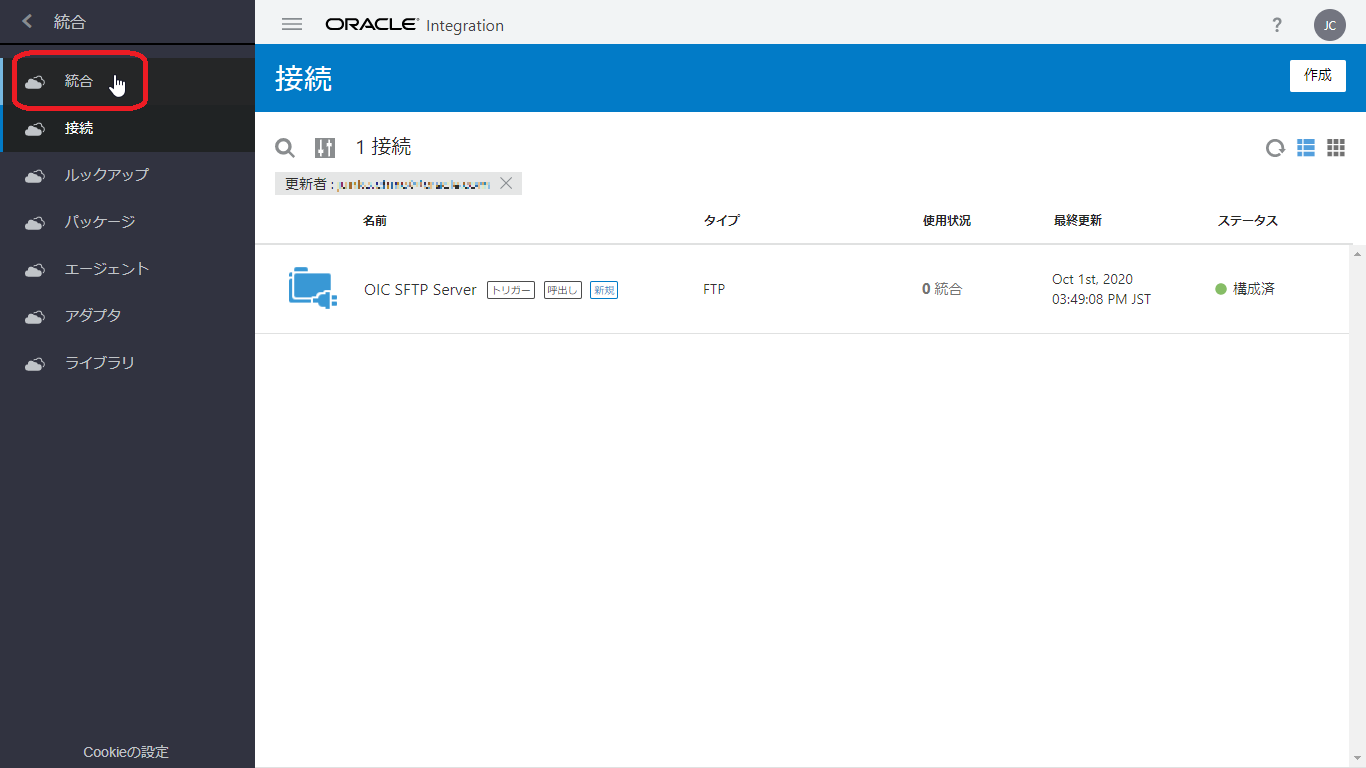 統合
ORACLE Integration
?
JC
統合
接続
ルックアップ
パッケージ
エージェント
アダプタ
ライブラリ
Cookieの設定
接続
作成
1 接続
更新者 :
名前 タイプ 使用状況 最終更新 ステータス
OIC SFTP Server トリガー 呼出し 新規 FTP 0 統合 Oct 1st, 2020 構成済
03:49:08 PM JST